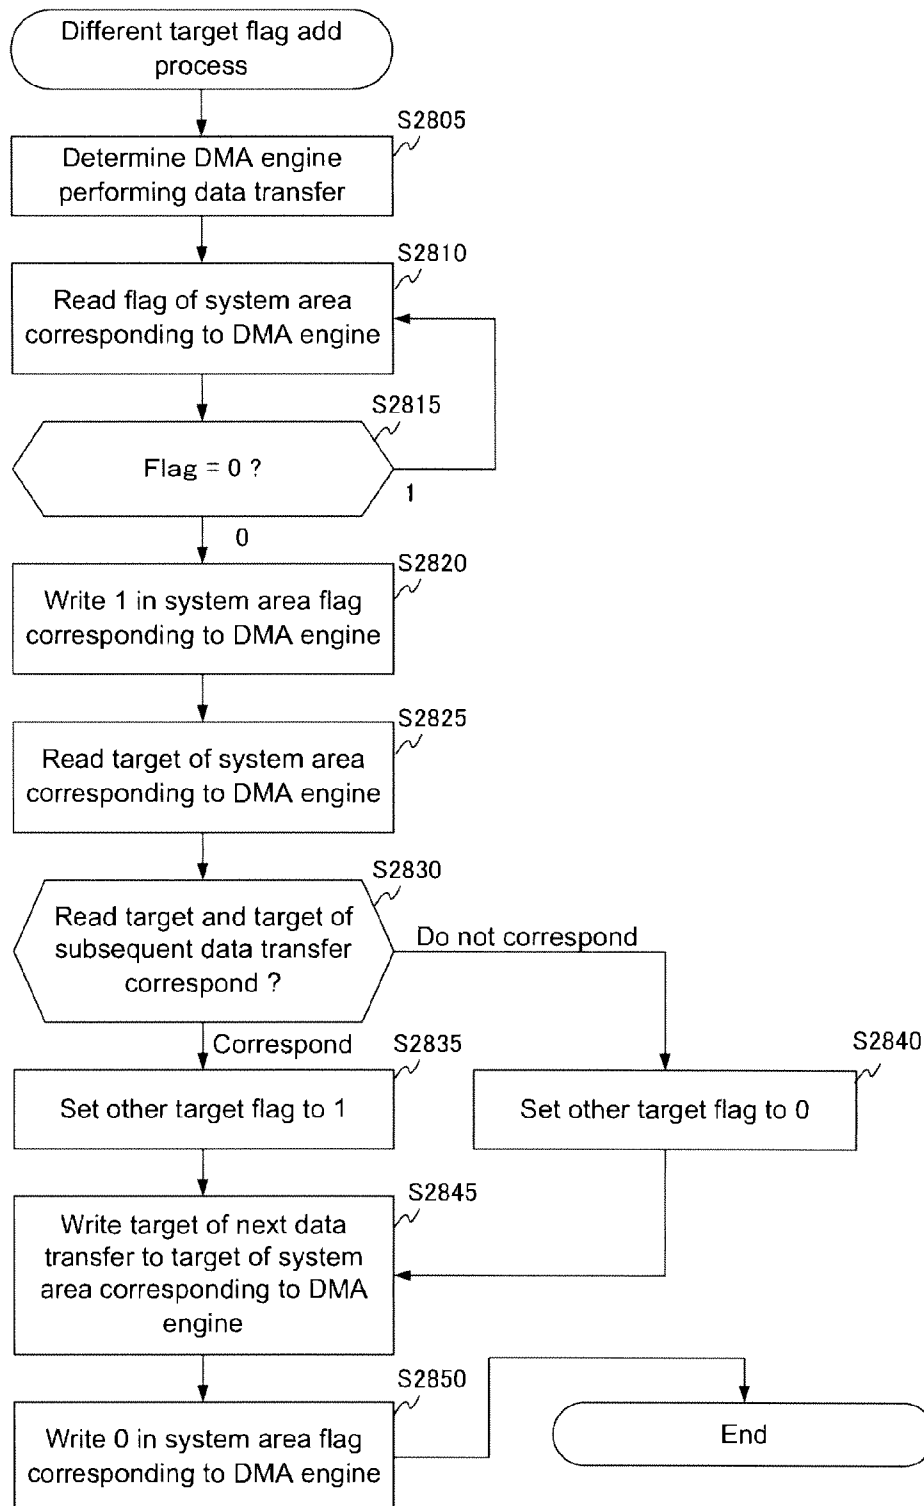 Different target flag add
process
S2805
Determine DMA engine
performing data transfer
S2810
Read flag of system area
corresponding to DMA engine
S2815
Flag = 0 ?
1
0
S2820
Write 1 in system area flag
corresponding to DMA engine
S2825
Read target of system area
corresponding to DMA engine
S2830
Read target and target of
subsequent data transfer
correspond ?
Do not correspond
Correspond
S2835
Set other target flag to 1
S2840
Set other target flag to 0
S2845
Write target of next data
transfer to target of system
area corresponding to DMA
engine
S2850
Write 0 in system area flag
corresponding to DMA engine
End